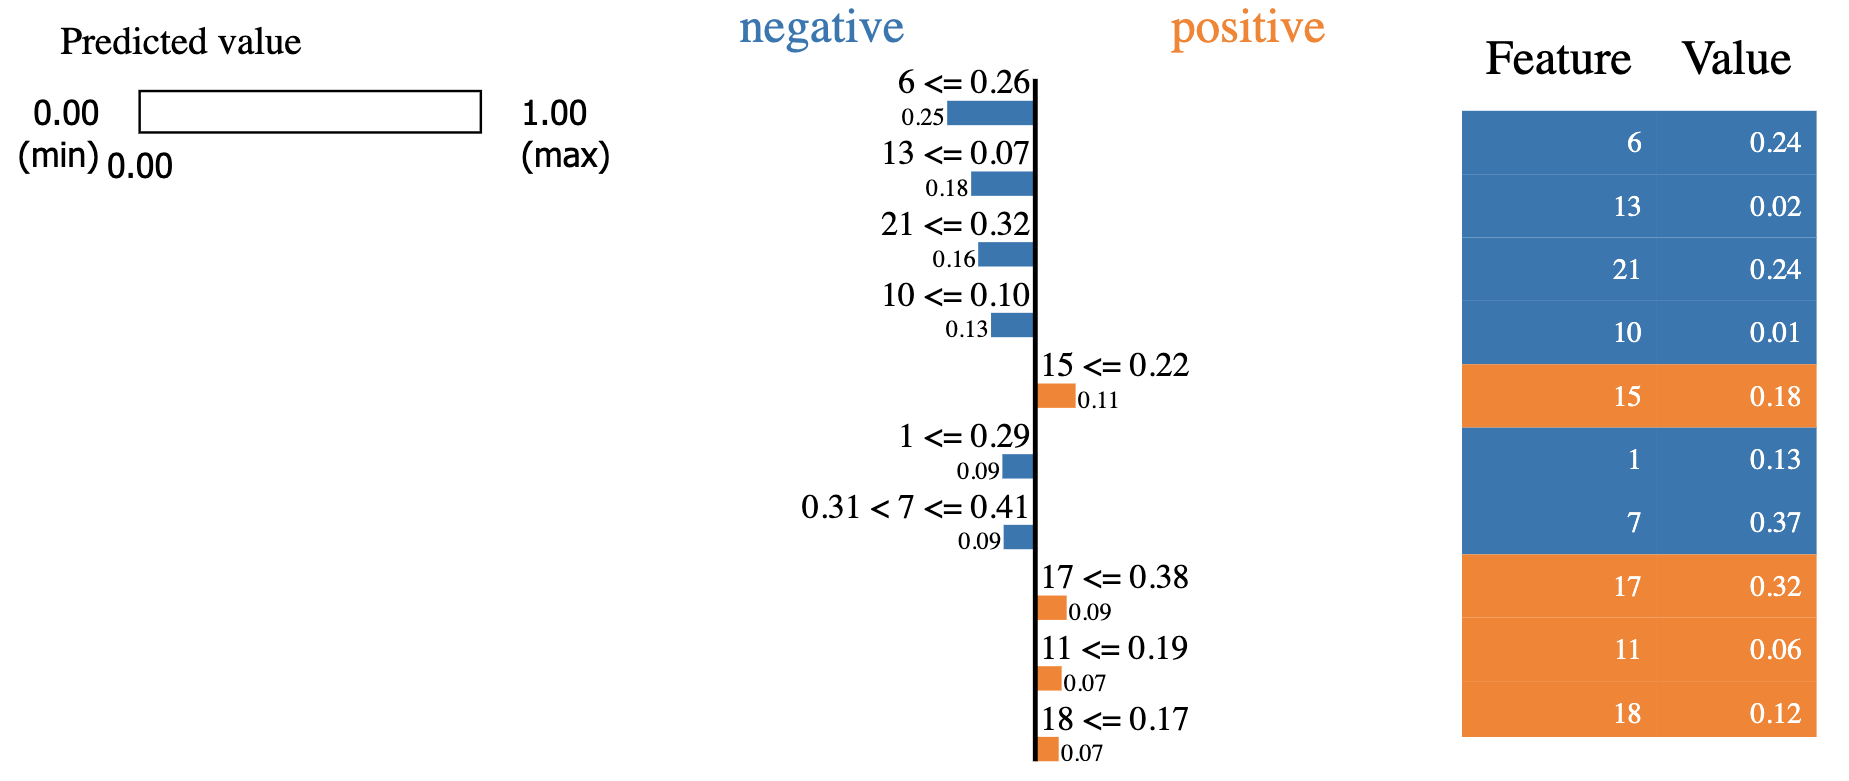 Predicted value
0.00
(min)
0.00
1.00
(max)
negative
positive
6 <= 0.26
0.25
13 <= 0.07
0.18
21 <= 0.32
0.16
10 <= 0.10
0.13
15 <= 0.22
0.11
1 <= 0.29
0.09
0.31 < 7 <= 0.41
0.09
17 <= 0.38
0.09
11 <= 0.19
0.07
18 <= 0.17
0.07
Feature Value
6 0.24
13 0.02
21 0.24
10 0.01
15 0.18
1 0.13
7 0.37
17 0.32
11 0.06
18 0.12